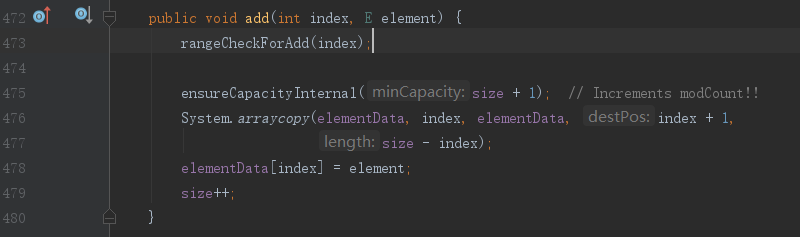 472 public void add(int index, E element) {
473 rangeCheckForAdd(index);
474
475 ensureCapacityInternal( minCapacity: size + 1);  // Increments modCount!!
476 System.arraycopy(elementData, index, elementData, destPos: index + 1,
477 length: size - index);
478 elementData[index] = element;
479 size++;
480 }